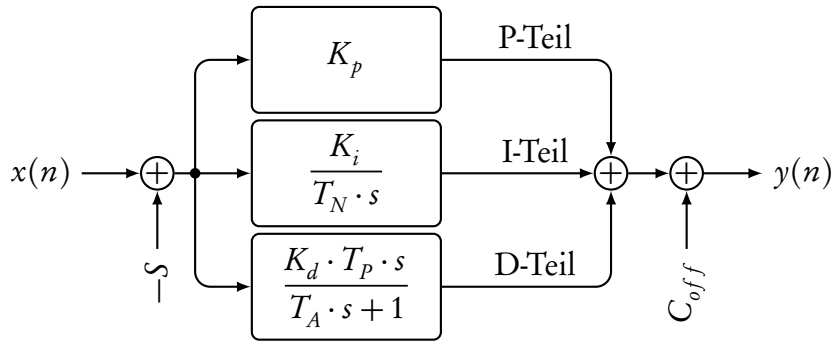 K_p
P-Teil
x(n)
K_i
T_N · s
I-Teil
y(n)
−S
K_d · T_P · s
T_A · s + 1
D-Teil
C_off